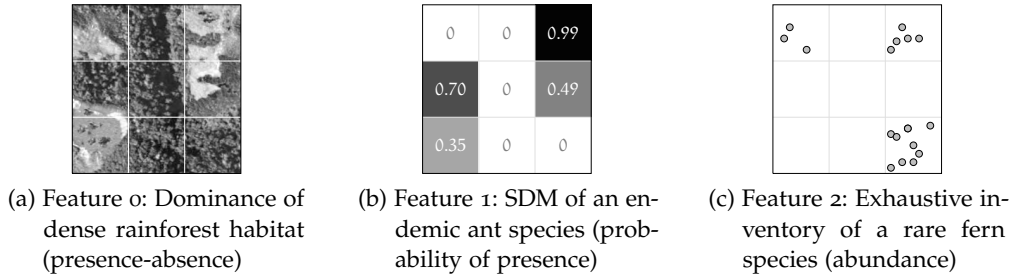 0 0 0.99
0.70 0 0.49
0.35 0 0
(a) Feature 0: Dominance of
dense rainforest habitat
(presence-absence)
(b) Feature 1: SDM of an en-
demic ant species (prob-
ability of presence)
(c) Feature 2: Exhaustive in-
ventory of a rare fern
species (abundance)